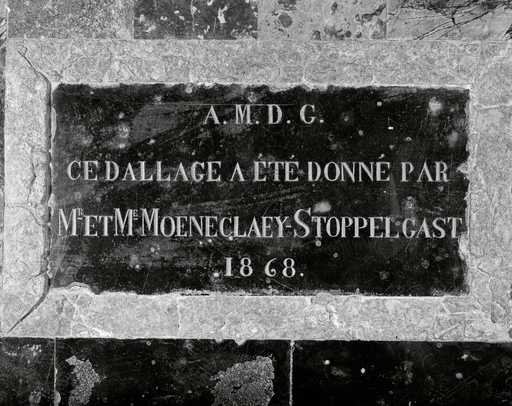 A. M. D. G.
CE DALLAGE A ÉTÉ DONNÉ PAR
MR ET ME MOENECLAEY-STOPPELGAST
1868.